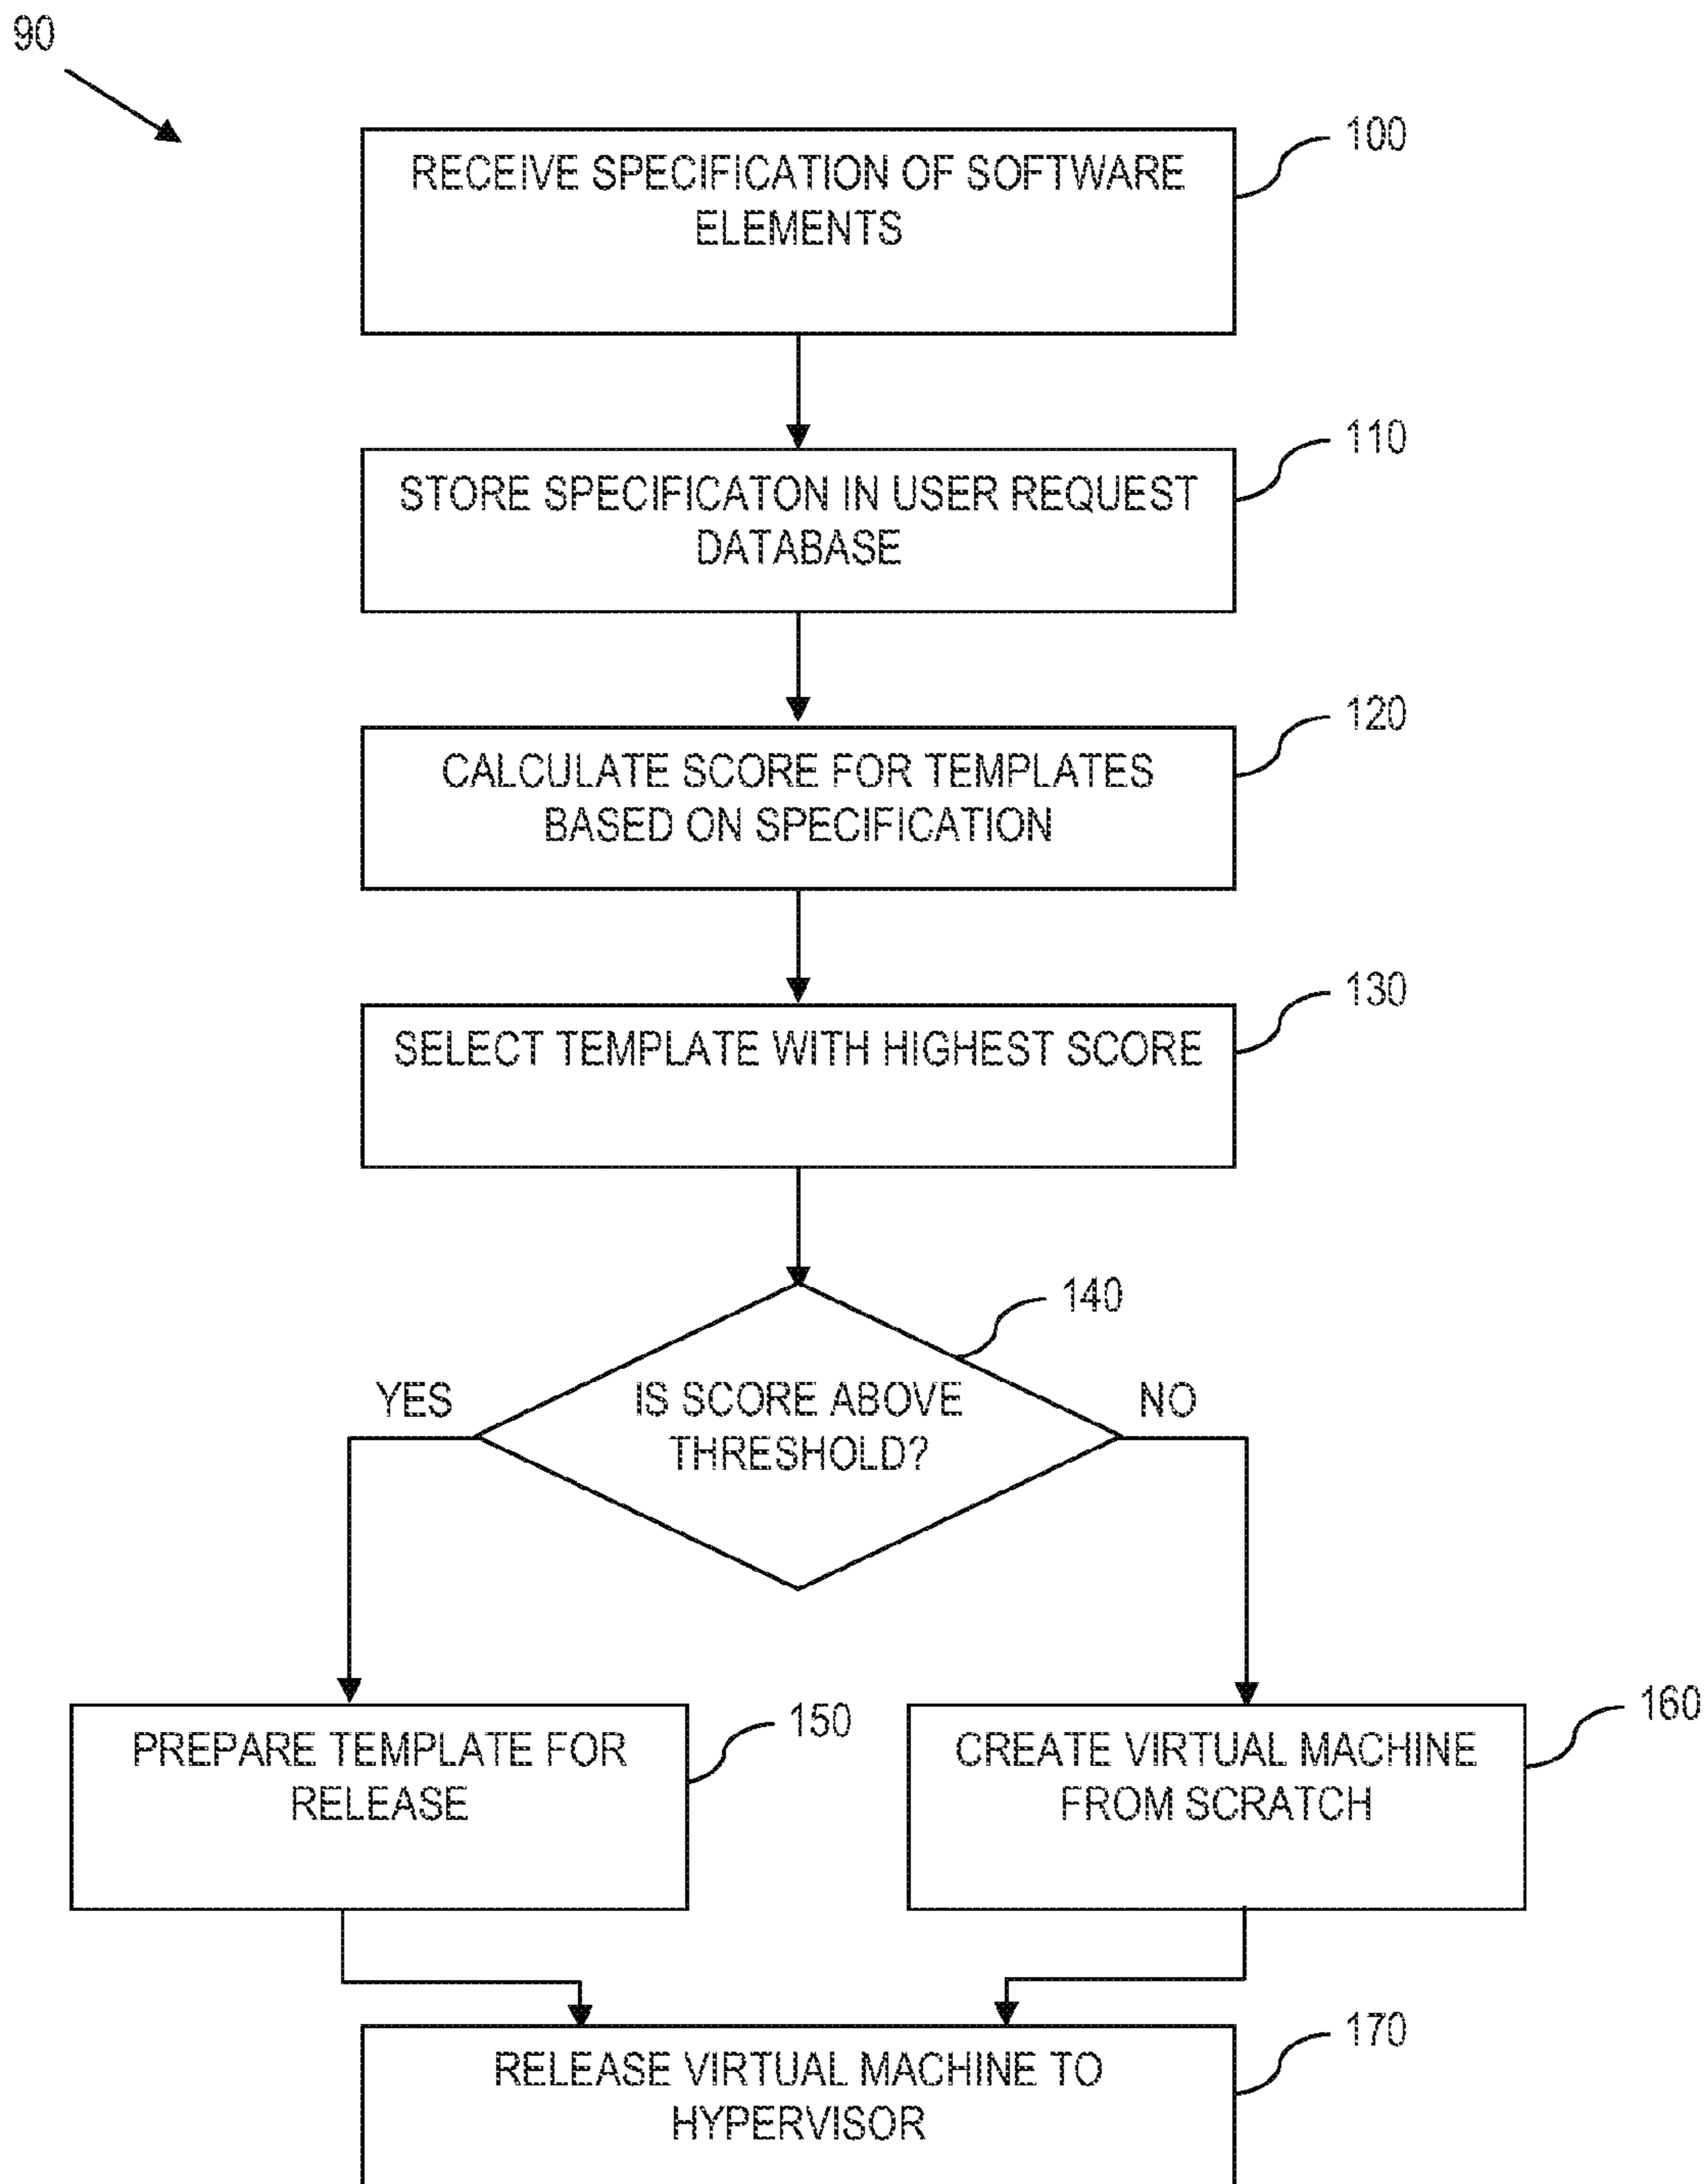 90
100
RECEIVE SPECIFICATION OF SOFTWARE
ELEMENTS
110
STORE SPECIFICATON IN USER REQUEST
DATABASE
120
CALCULATE SCORE FOR TEMPLATES
BASED ON SPECIFICATION
130
SELECT TEMPLATE WITH HIGHEST SCORE
140
YES
IS SCORE ABOVE
THRESHOLD?
NO
150
PREPARE TEMPLATE FOR
RELEASE
160
CREATE VIRTUAL MACHINE
FROM SCRATCH
170
RELEASE VIRTUAL MACHINE TO
HYPERVISOR